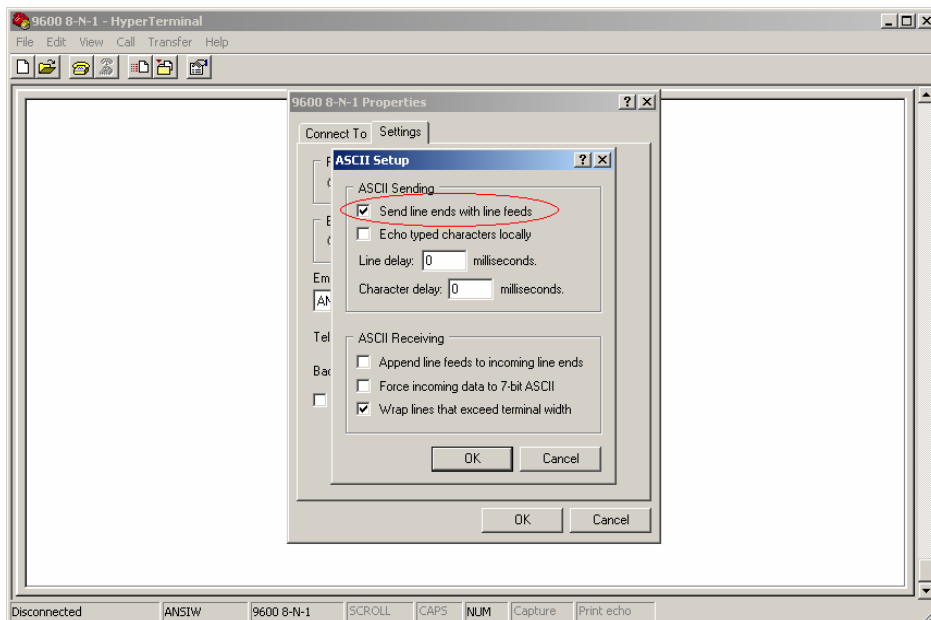 9600 8-N-1 - HyperTerminal
File Edit View Call Transfer Help
9600 8-N-1 Properties
Connect To Settings
ASCII Setup
ASCII Sending
Send line ends with line feeds
Echo typed characters locally
Line delay: 0 milliseconds.
Character delay: 0 milliseconds.
Em
AN
Tel
ASCII Receiving
Bac
Append line feeds to incoming line ends
Force incoming data to 7-bit ASCII
Wrap lines that exceed terminal width
OK Cancel
OK Cancel
Disconnected ANSIW 9600 8-N-1 SCROLL CAPS NUM Capture Print echo